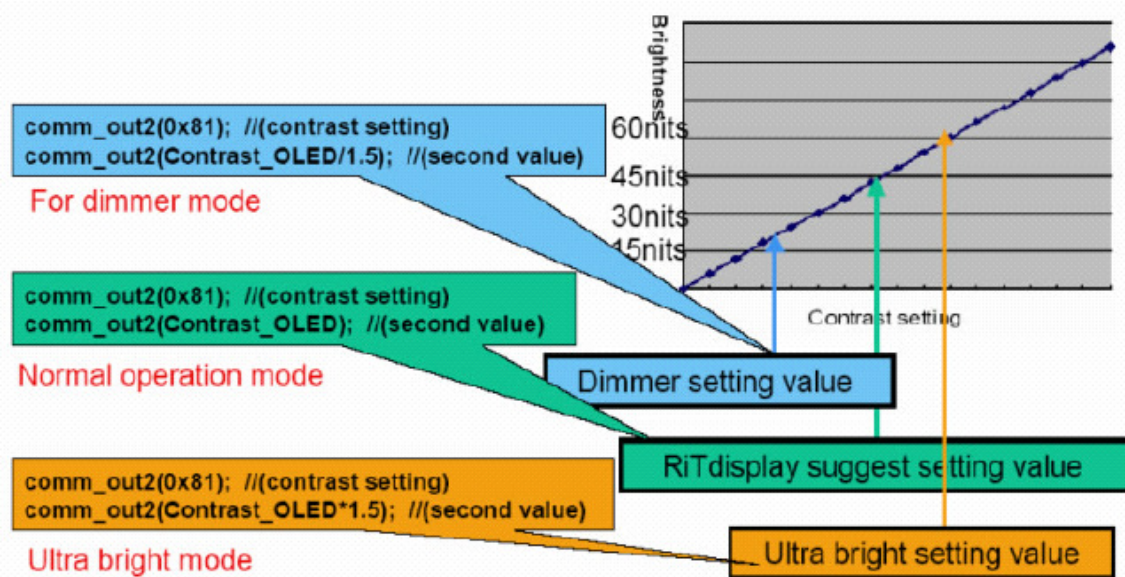 Brightness
60nits
45nits
30nits
15nits
Contrast setting
comm_out2(0x81); //(contrast setting)
comm_out2(Contrast_OLED/1.5); //(second value)
For dimmer mode
comm_out2(0x81); //(contrast setting)
comm_out2(Contrast_OLED); //(second value)
Normal operation mode
Dimmer setting value
RiTdisplay suggest setting value
comm_out2(0x81); //(contrast setting)
comm_out2(Contrast_OLED*1.5); //(second value)
Ultra bright mode
Ultra bright setting value